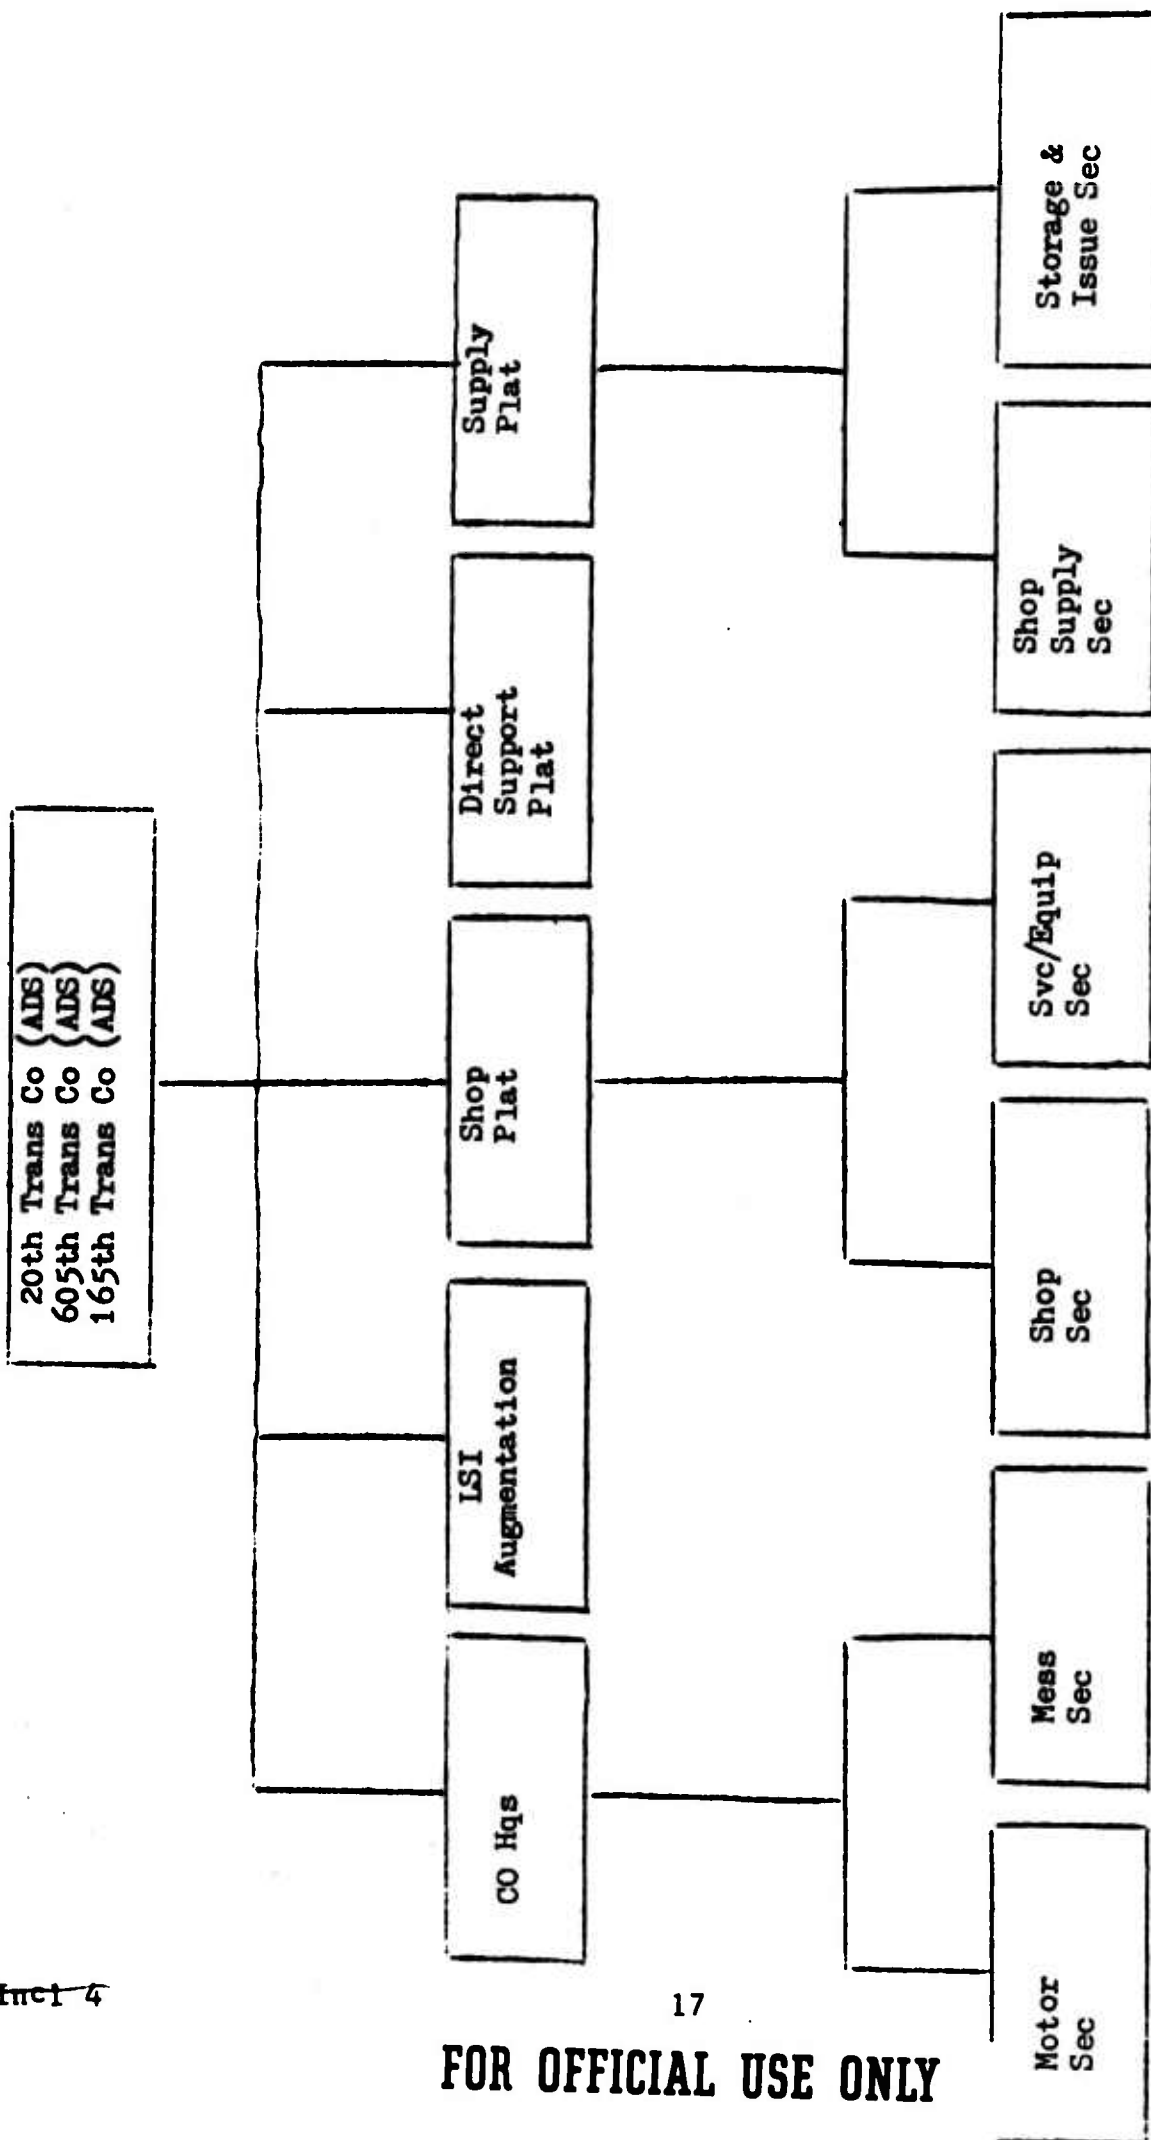 20th Trans Co (ADS)
605th Trans Co (ADS)
165th Trans Co (ADS)
CO Hqs
LSI
Augmentation
Shop
Plat
Direct
Support
Plat
Supply
Plat
Motor
Sec
Mess
Sec
Shop
Sec
Svc/Equip
Sec
Shop
Supply
Sec
Storage &
Issue Sec
Incl 4
17
FOR OFFICIAL USE ONLY